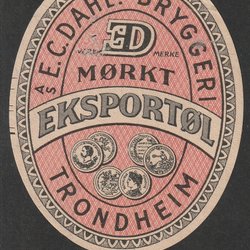 A/S E.C. DAHLS BRYGGERI
ED
MERKE
MØRKT
EKSPORTØL
TRONDHEIM